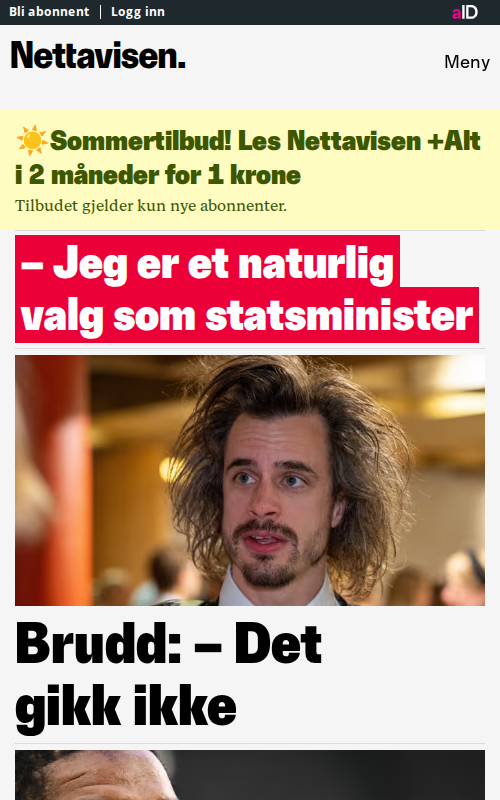 Bli abonnent | Logg inn
aID
Nettavisen.
Meny
☀️Sommertilbud! Les Nettavisen +Alt
i 2 måneder for 1 krone
Tilbudet gjelder kun nye abonnenter.
– Jeg er et naturlig
valg som statsminister
Brudd: – Det
gikk ikke